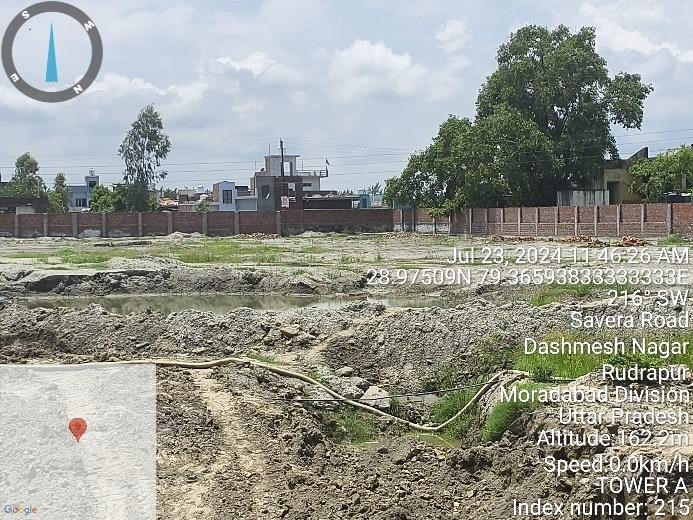 S
W
E
N
Jul 23, 2024 11:46:26 AM
28.97509N 79.36593833333333E
216° SW
Savera Road
Dashmesh Nagar
Rudrapur
Moradabad Division
Uttar Pradesh
Altitude:162.2m
Speed:0.0km/h
TOWER A
Index number: 215
Google